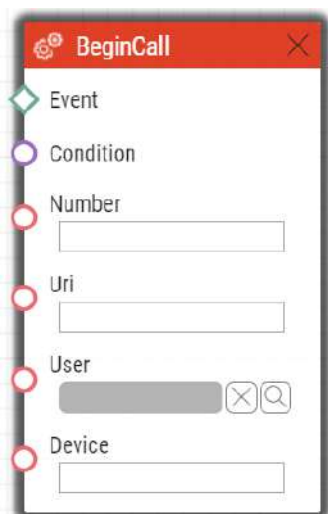 BeginCall
Event
Condition
Number
Uri
User
Device